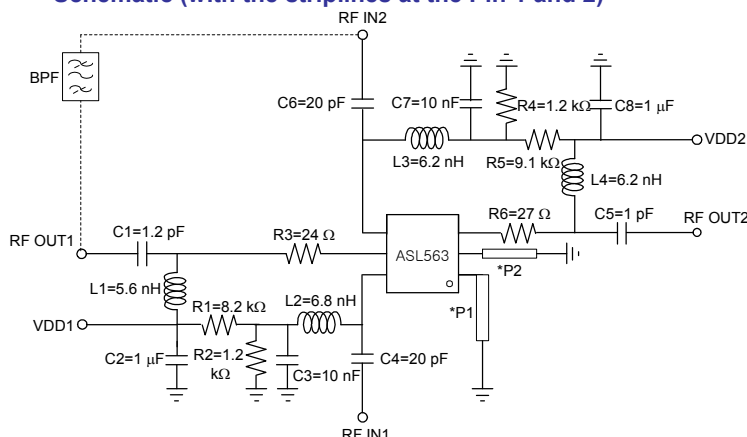 Schematic (with the striplines at the Pin 1 and 2)
RF IN2
BPF
C6=20 pF
C7=10 nF
R4=1.2 kΩ
C8=1 μF
VDD2
L3=6.2 nH
R5=9.1 kΩ
L4=6.2 nH
R6=27 Ω
C5=1 pF
RF OUT2
C1=1.2 pF
R3=24 Ω
RF OUT1
ASL563
*P2
*P1
L1=5.6 nH
R1=8.2 kΩ
L2=6.8 nH
VDD1
C2=1 μF
R2=1.2
kΩ
C3=10 nF
C4=20 pF
RF IN1